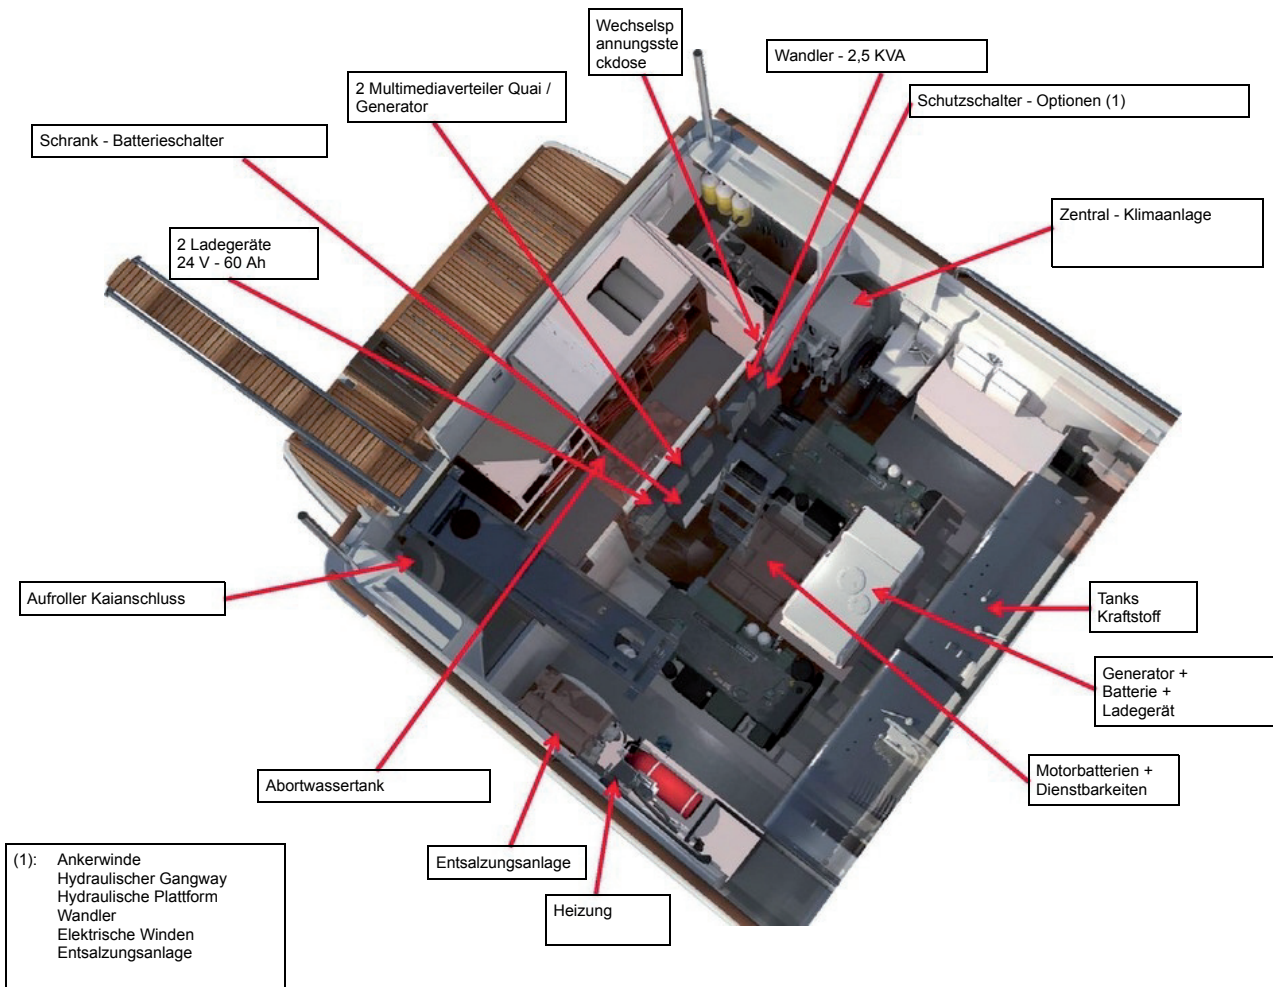 Wechselsp
annungsste
ckdose
Wandler - 2,5 KVA
2 Multimediaverteiler Quai /
Generator
Schutzschalter - Optionen (1)
Schrank - Batterieschalter
Zentral - Klimaanlage
2 Ladegeräte
24 V - 60 Ah
Aufroller Kaianschluss
Tanks
Kraftstoff
Generator +
Batterie +
Ladegerät
Motorbatterien +
Dienstbarkeiten
Abortwassertank
Entsalzungsanlage
Heizung
(1): Ankerwinde
Hydraulischer Gangway
Hydraulische Plattform
Wandler
Elektrische Winden
Entsalzungsanlage